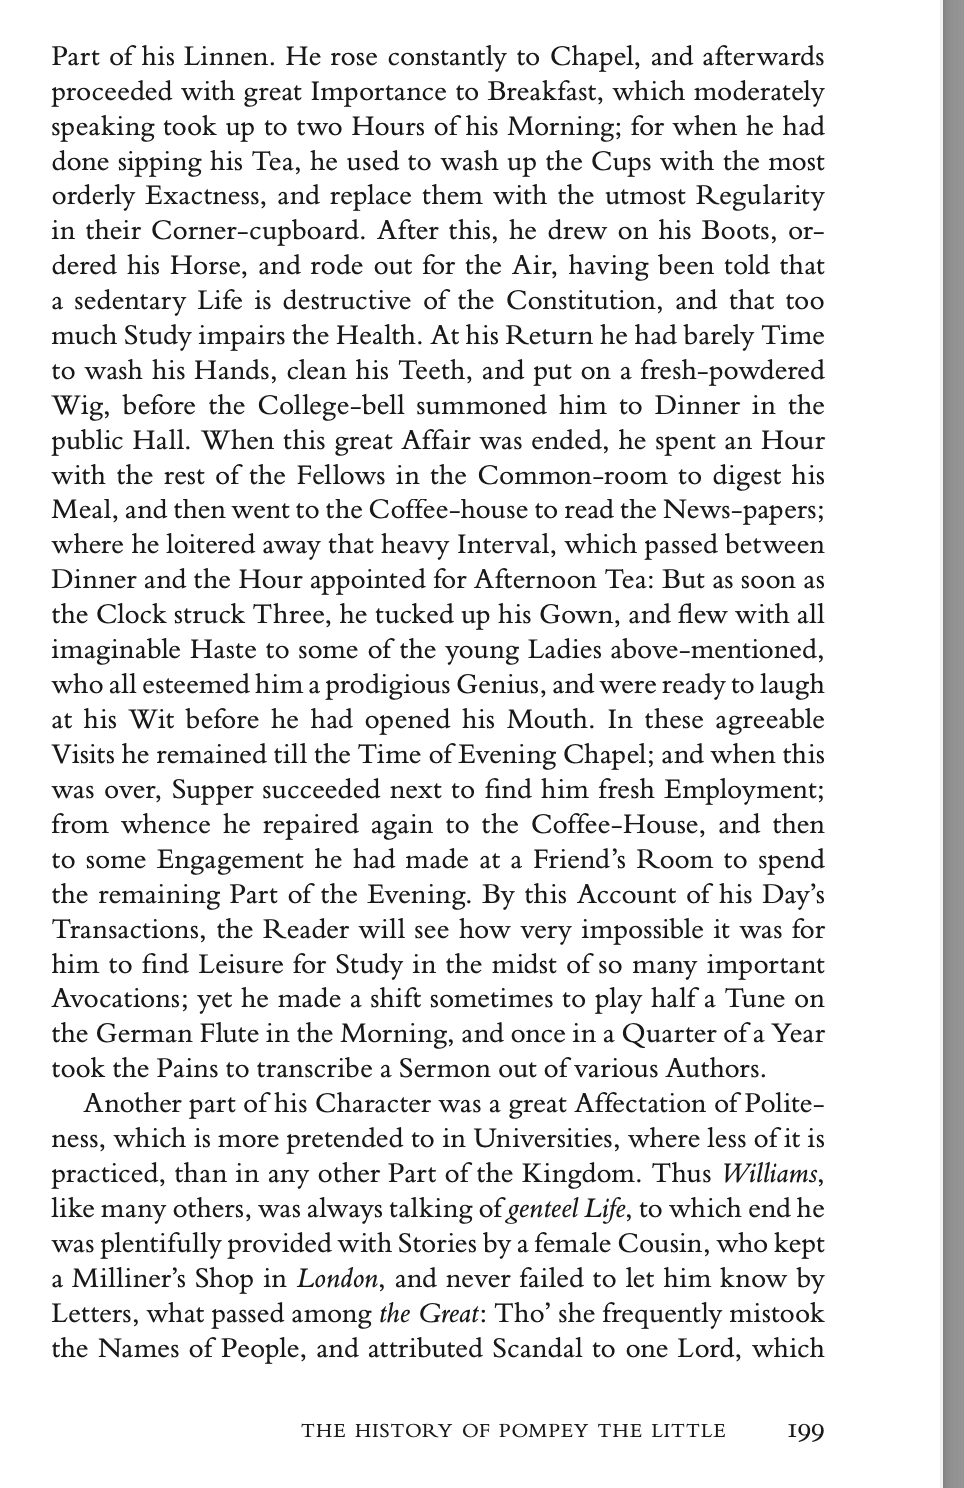 Part of his Linnen. He rose constantly to Chapel, and afterwards
proceeded with great Importance to Breakfast, which moderately
speaking took up to two Hours of his Morning; for when he had
done sipping his Tea, he used to wash up the Cups with the most
orderly Exactness, and replace them with the utmost Regularity
in their Corner-cupboard. After this, he drew on his Boots, or-
dered his Horse, and rode out for the Air, having been told that
a sedentary Life is destructive of the Constitution, and that too
much Study impairs the Health. At his Return he had barely Time
to wash his Hands, clean his Teeth, and put on a fresh-powdered
Wig, before the College-bell summoned him to Dinner in the
public Hall. When this great Affair was ended, he spent an Hour
with the rest of the Fellows in the Common-room to digest his
Meal, and then went to the Coffee-house to read the News-papers;
where he loitered away that heavy Interval, which passed between
Dinner and the Hour appointed for Afternoon Tea: But as soon as
the Clock struck Three, he tucked up his Gown, and flew with all
imaginable Haste to some of the young Ladies above-mentioned,
who all esteemed him a prodigious Genius, and were ready to laugh
at his Wit before he had opened his Mouth. In these agreeable
Visits he remained till the Time of Evening Chapel; and when this
was over, Supper succeeded next to find him fresh Employment;
from whence he repaired again to the Coffee-House, and then
to some Engagement he had made at a Friend's Room to spend
the remaining Part of the Evening. By this Account of his Day's
Transactions, the Reader will see how very impossible it was for
him to find Leisure for Study in the midst of so many important
Avocations; yet he made a shift sometimes to play half a Tune on
the German Flute in the Morning, and once in a Quarter of a Year
took the Pains to transcribe a Sermon out of various Authors.
Another part of his Character was a great Affectation of Polite-
ness, which is more pretended to in Universities, where less of it is
practiced, than in any other Part of the Kingdom. Thus Williams,
like many others, was always talking of genteel Life, to which end he
was plentifully provided with Stories by a female Cousin, who kept
a Milliner's Shop in London, and never failed to let him know by
Letters, what passed among the Great: Tho' she frequently mistook
the Names of People, and attributed Scandal to one Lord, which
THE HISTORY OF POMPEY THE LITTLE 199